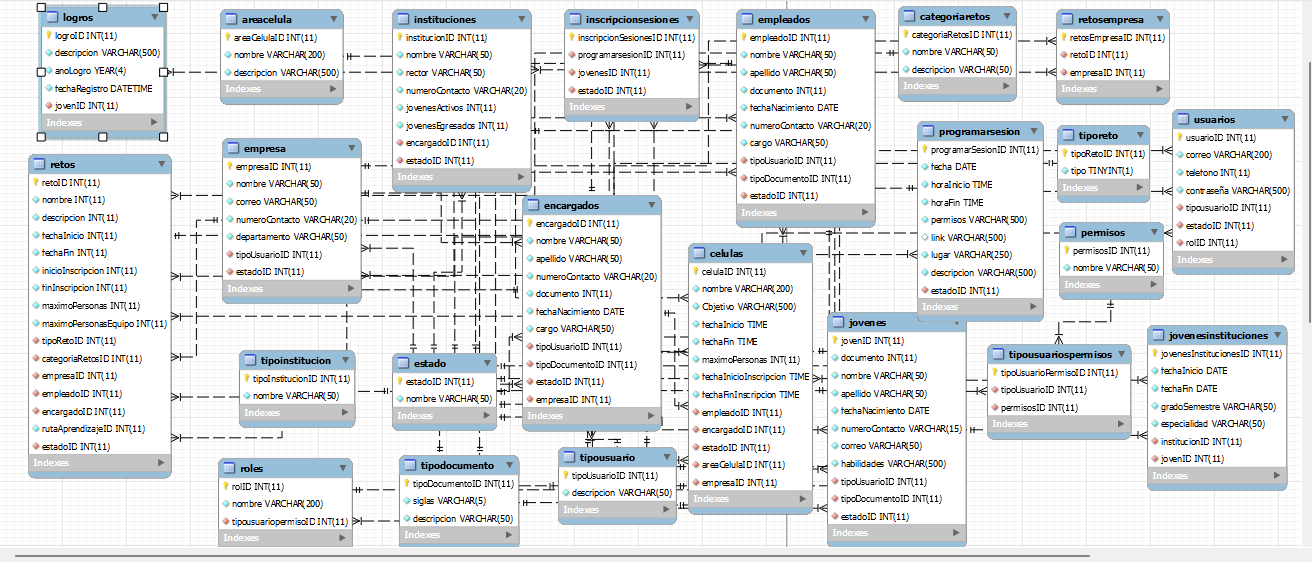 logros
logroID INT(11)
descripcion VARCHAR(500)
anoLogro YEAR(4)
fechaRegistro DATETIME
jovenID INT(11)
Indexes
areacelula
areaCelulaID INT(11)
nombre VARCHAR(200)
descripcion VARCHAR(500)
Indexes
instituciones
institucionID INT(11)
nombre VARCHAR(50)
rector VARCHAR(50)
numeroContacto VARCHAR(20)
jovenesActivos INT(11)
jovenesEgresados INT(11)
encargadoID INT(11)
estadoID INT(11)
Indexes
inscripcionsesiones
inscripcionSesionesID INT(11)
programarsesionID INT(11)
jovenesID INT(11)
estadoID INT(11)
Indexes
empleados
empleadoID INT(11)
nombre VARCHAR(50)
apellido VARCHAR(50)
documento INT(11)
fechaNacimiento DATE
numeroContacto VARCHAR(20)
cargo VARCHAR(50)
tipoUsuarioID INT(11)
tipoDocumentoID INT(11)
estadoID INT(11)
Indexes
categoriaretos
categoriaRetosID INT(11)
nombre VARCHAR(50)
descripcion VARCHAR(50)
Indexes
retosempresa
retosEmpresaID INT(11)
retoID INT(11)
empresaID INT(11)
Indexes
retos
retoID INT(11)
nombre INT(11)
descripcion INT(11)
fechaInicio INT(11)
fechaFin INT(11)
inicioInscripcion INT(11)
finInscripcion INT(11)
maximoPersonas INT(11)
maximoPersonasEquipo INT(11)
tipoRetoID INT(11)
categoriaRetosID INT(11)
empresaID INT(11)
empleadoID INT(11)
encargadoID INT(11)
rutaAprendizajeID INT(11)
estadoID INT(11)
Indexes
empresa
empresaID INT(11)
nombre VARCHAR(50)
correo VARCHAR(50)
numeroContacto VARCHAR(20)
departamento VARCHAR(50)
tipoUsuarioID INT(11)
estadoID INT(11)
Indexes
encargados
encargadoID INT(11)
nombre VARCHAR(50)
apellido VARCHAR(50)
numeroContacto VARCHAR(20)
documento INT(11)
fechaNacimiento DATE
cargo VARCHAR(50)
tipoUsuarioID INT(11)
tipoDocumentoID INT(11)
estadoID INT(11)
empresaID INT(11)
Indexes
programarsesion
programarSesionID INT(11)
fecha DATE
horaInicio TIME
horaFin TIME
permisos VARCHAR(500)
link VARCHAR(500)
lugar VARCHAR(250)
descripcion VARCHAR(500)
estadoID INT(11)
Indexes
tiporeto
tipoRetoID INT(11)
tipo TINYINT(1)
Indexes
usuarios
usuarioID INT(11)
correo VARCHAR(200)
telefono INT(11)
contraseña VARCHAR(500)
tipousuarioID INT(11)
estadoID INT(11)
rolID INT(11)
Indexes
permisos
permisosID INT(11)
nombre VARCHAR(50)
Indexes
celulas
celulaID INT(11)
nombre VARCHAR(200)
Cbjetivo VARCHAR(500)
fechaInicio TIME
fechaFin TIME
maximoPersonas INT(11)
fechaInicioInscripcion TIME
fechaFinInscripcion TIME
empleadoID INT(11)
encargadoID INT(11)
estadoID INT(11)
areaCelulaID INT(11)
empresaID INT(11)
Indexes
jovenes
jovenID INT(11)
documento INT(11)
nombre VARCHAR(50)
apellido VARCHAR(50)
fechaNacimiento DATE
numeroContacto VARCHAR(15)
correo VARCHAR(50)
habilidades VARCHAR(500)
tipoUsuarioID INT(11)
tipoDocumentoID INT(11)
estadoID INT(11)
Indexes
tipoinstitucion
tipoInstitucionID INT(11)
nombre VARCHAR(50)
Indexes
estado
estadoID INT(11)
nombre VARCHAR(50)
Indexes
tipousuariospermisos
tipoUsuarioPermisoID INT(11)
tipoUsuarioID INT(11)
permisosID INT(11)
Indexes
jovenesinstituciones
jovenesInstitucionesID INT(11)
fechaInicio DATE
fechaFin DATE
gradoSemestre VARCHAR(50)
especialidad VARCHAR(50)
institucionID INT(11)
jovenID INT(11)
Indexes
roles
rolID INT(11)
nombre VARCHAR(200)
tipousuariopermisoID INT(11)
Indexes
tipodocumento
tipoDocumentoID INT(11)
siglas VARCHAR(5)
descripcion VARCHAR(50)
Indexes
tipousuario
tipoUsuarioID INT(11)
descripcion VARCHAR(50)
Indexes